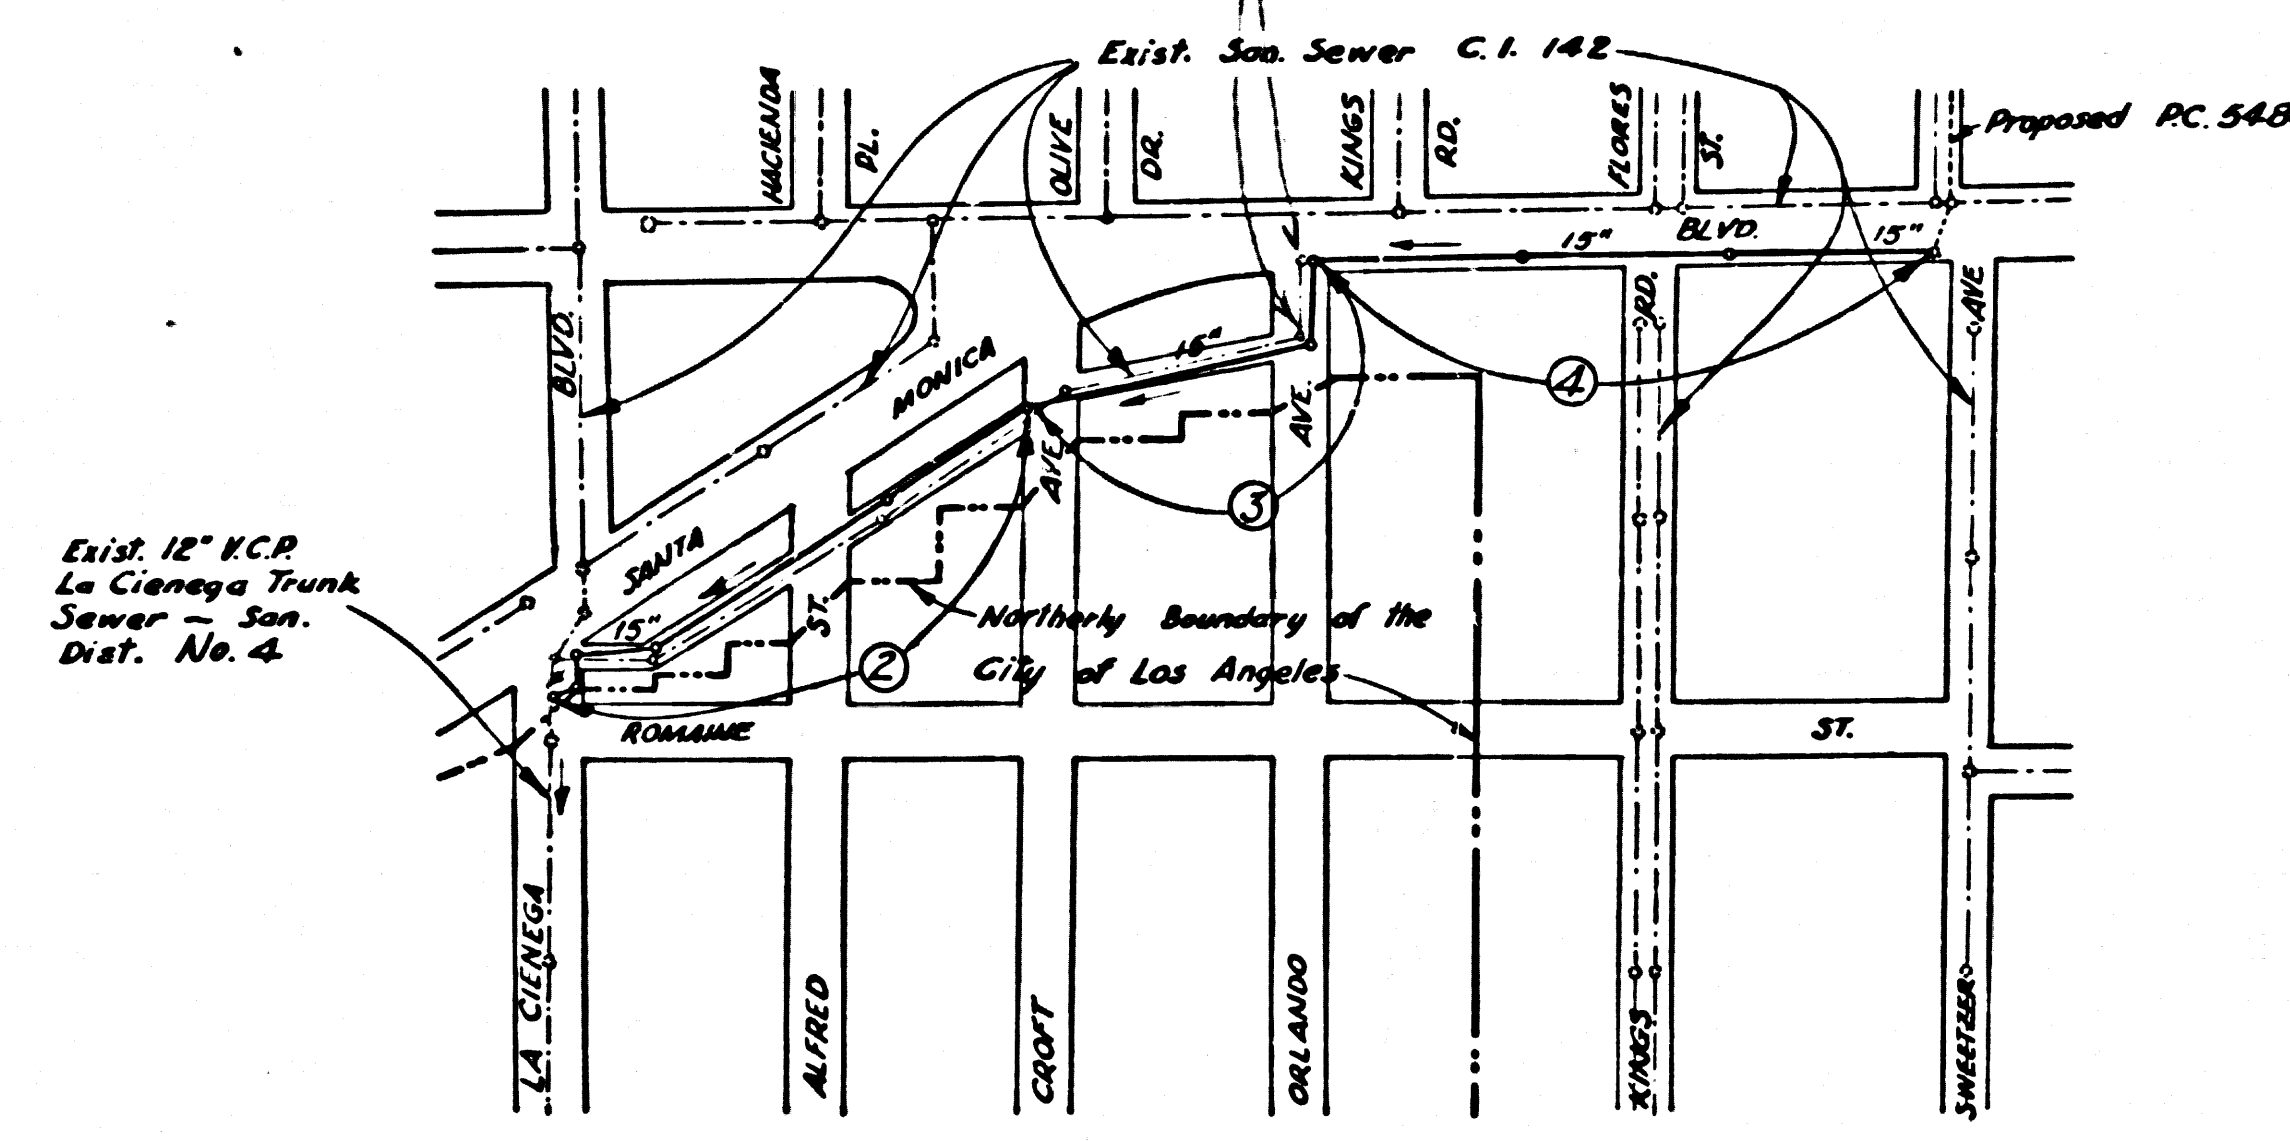 Exist. San. Sewer C.I. 142
HACIENDA
PL.
OLIVE
DR.
KINGS
RD.
FLORES
ST.
Proposed P.C. 548
15"
BLVD.
15"
BLVD.
RD.
AVE
MONICA
15"
AVE.
4
AVE.
3
Exist. 12" V.C.P.
La Cienega Trunk
Sewer — San.
Dist. No. 4
SANTA
15"
ST.
Northerly Boundary of the
City of Los Angeles
2
ROMAINE
ST.
LA CIENEGA
ALFRED
CROFT
ORLANDO
KINGS
SWEETZER